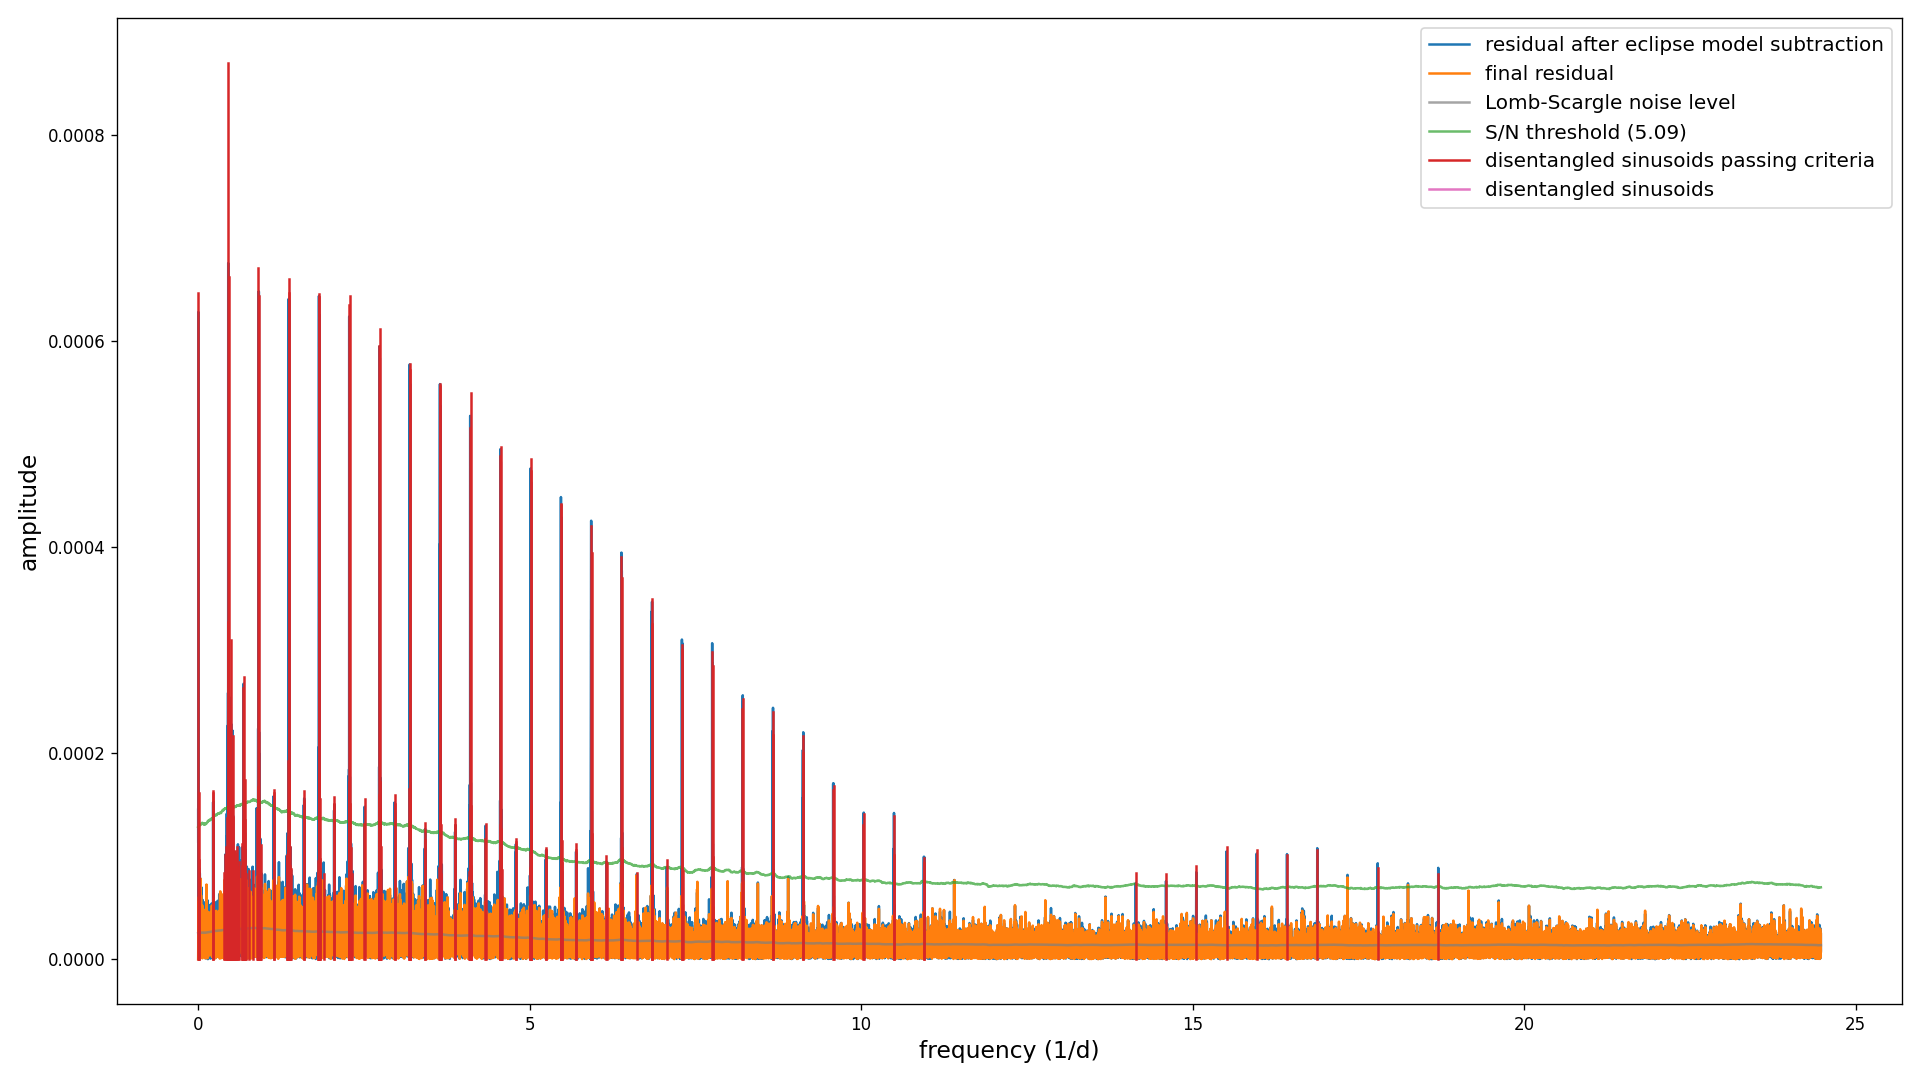 residual after eclipse model subtraction
final residual
Lomb-Scargle noise level
S/N threshold (5.09)
disentangled sinusoids passing criteria
disentangled sinusoids
0.0008
0.0006
0.0004
0.0002
0.0000
amplitude
0 5 10 15 20 25
frequency (1/d)